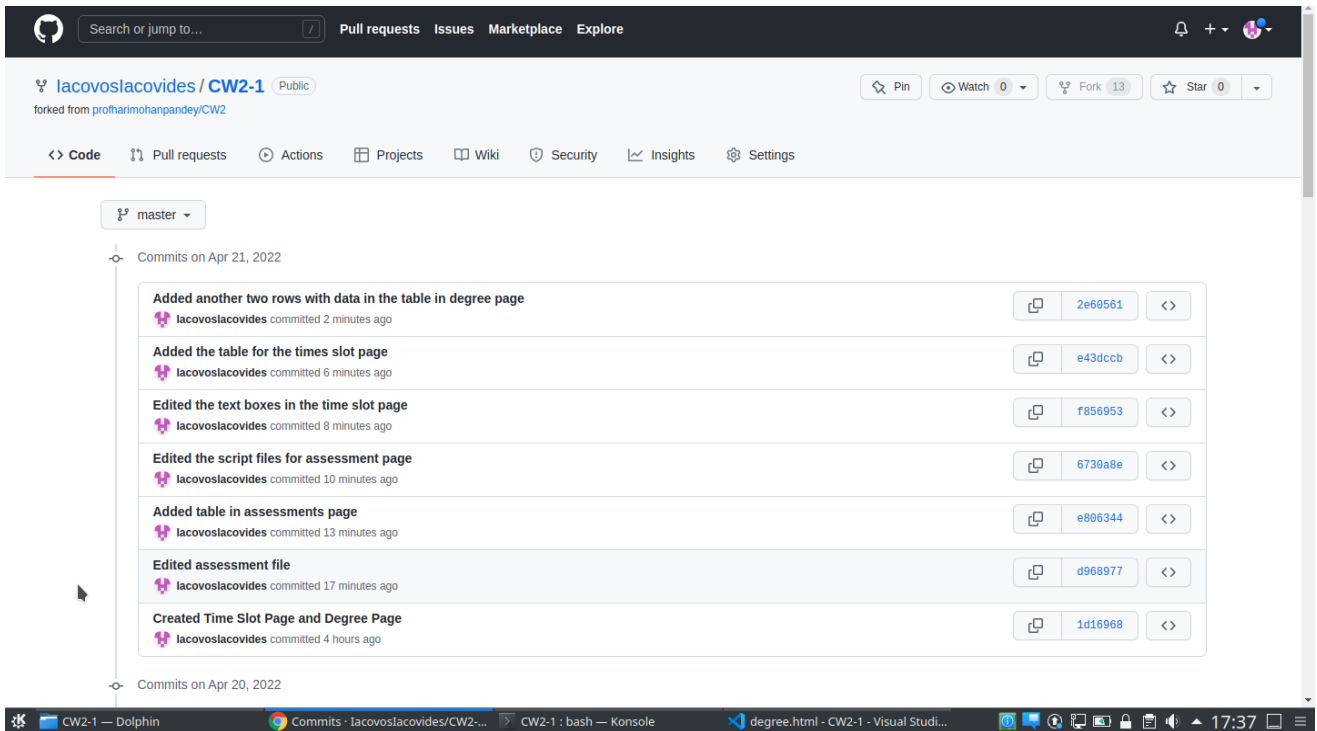 Search or jump to... / Pull requests Issues Marketplace Explore
IacovosIacovides / CW2-1 Public Pin Watch 0 Fork 13 Star 0
forked from profharimohanpandey/CW2
Code Pull requests Actions Projects Wiki Security Insights Settings
master
Commits on Apr 21, 2022
Added another two rows with data in the table in degree page
IacovosIacovides committed 2 minutes ago
2e60561
Added the table for the times slot page
IacovosIacovides committed 6 minutes ago
e43dccb
Edited the text boxes in the time slot page
IacovosIacovides committed 8 minutes ago
f856953
Edited the script files for assessment page
IacovosIacovides committed 10 minutes ago
6730a8e
Added table in assessments page
IacovosIacovides committed 13 minutes ago
e806344
Edited assessment file
IacovosIacovides committed 17 minutes ago
d968977
Created Time Slot Page and Degree Page
IacovosIacovides committed 4 hours ago
1d16968
Commits on Apr 20, 2022
CW2-1 — Dolphin Commits · IacovosIacovides/CW2-... CW2-1 : bash — Konsole degree.html - CW2-1 - Visual Studi... 17:37